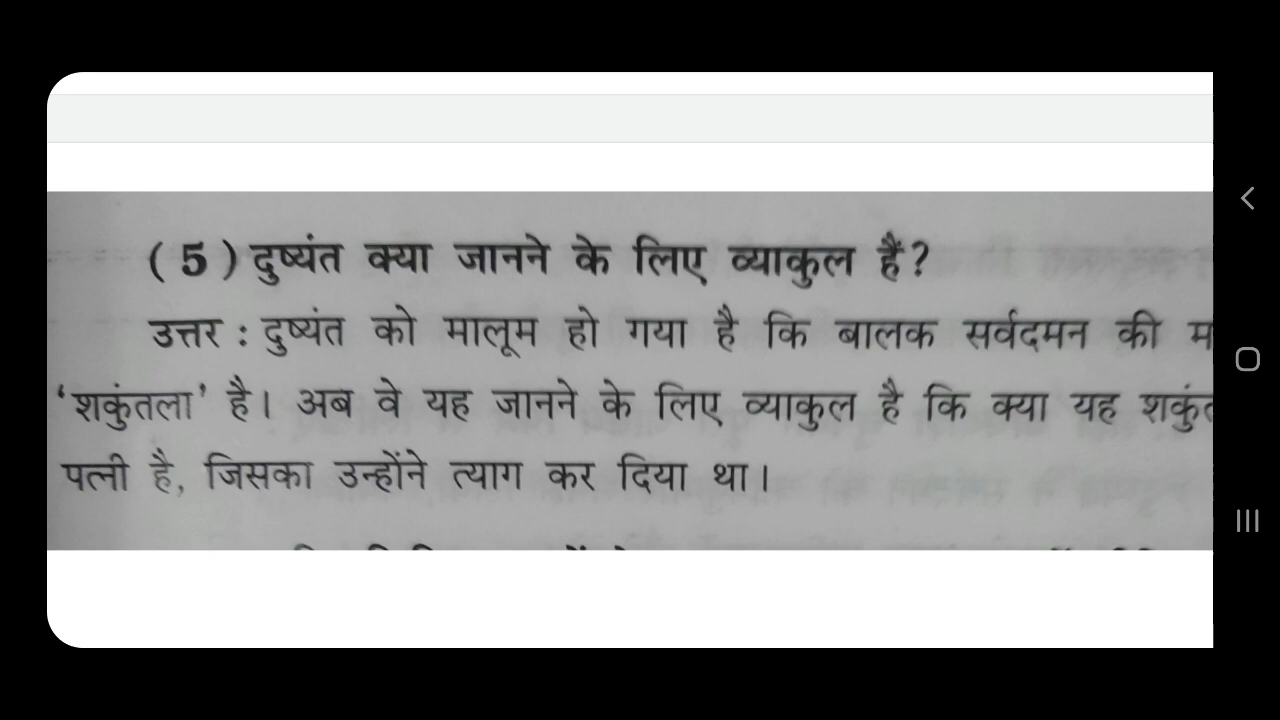 (5) दुष्यंत क्या जानने के लिए व्याकुल हैं?
उत्तर : दुष्यंत को मालूम हो गया है कि बालक सर्वदमन की
‘शकुंतला’ है। अब वे यह जानने के लिए व्याकुल है कि क्या यह
पत्नी है, जिसका उन्होंने त्याग कर दिया था।